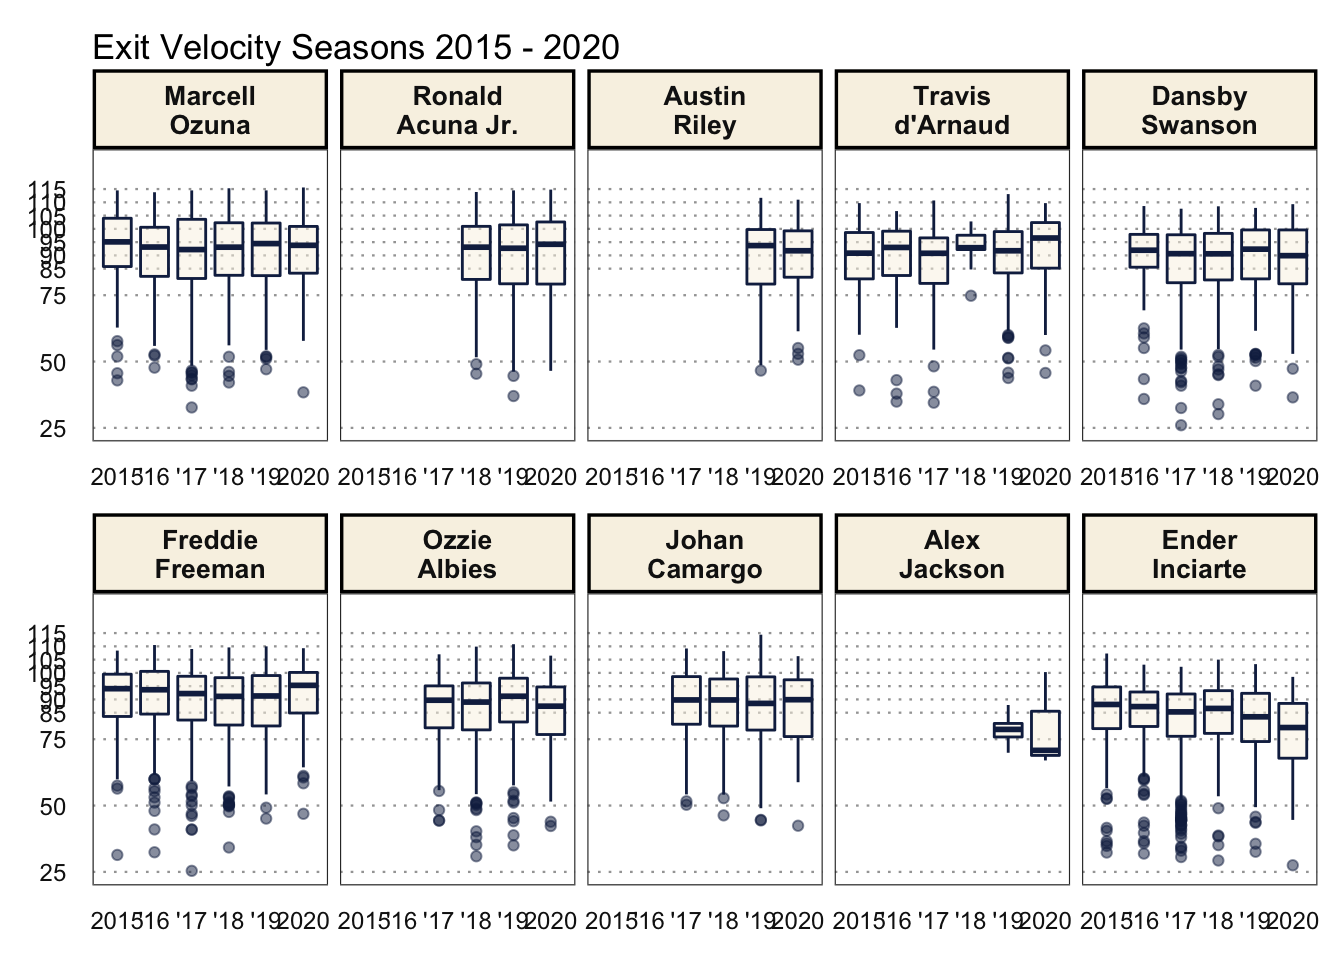 Exit Velocity Seasons 2015 - 2020
Marcell Ozuna
Ronald Acuna Jr.
Austin Riley
Travis d'Arnaud
Dansby Swanson
115
110
105
100
95
90
85
75
50
25
2015 '16 '17 '18 '19 2020 2015 '16 '17 '18 '19 2020 2015 '16 '17 '18 '19 2020 2015 '16 '17 '18 '19 2020 2015 '16 '17 '18 '19 2020
Freddie Freeman
Ozzie Albies
Johan Camargo
Alex Jackson
Ender Inciarte
115
110
105
100
95
90
85
75
50
25
2015 '16 '17 '18 '19 2020 2015 '16 '17 '18 '19 2020 2015 '16 '17 '18 '19 2020 2015 '16 '17 '18 '19 2020 2015 '16 '17 '18 '19 2020